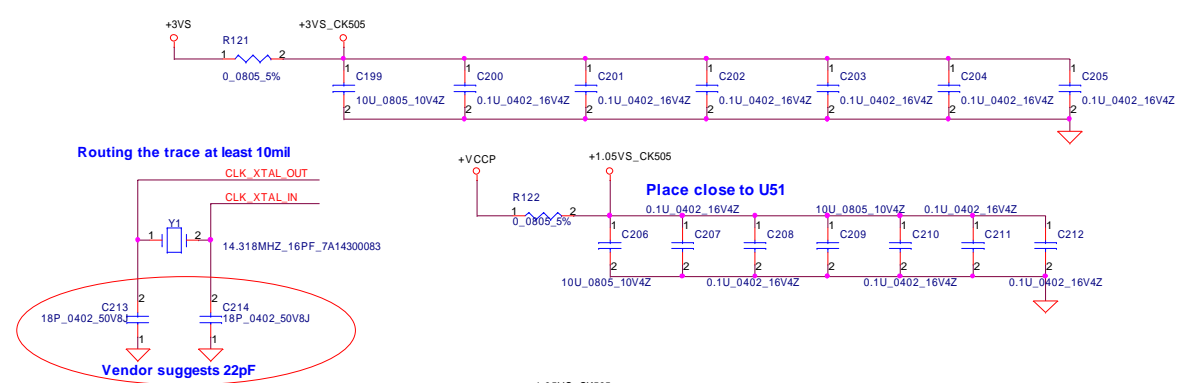 +3VS
+3VS_CK505
R121
1
2
0_0805_5%
1
C199
10U_0805_10V4Z
2
1
C200
0.1U_0402_16V4Z
2
1
C201
0.1U_0402_16V4Z
2
1
C202
0.1U_0402_16V4Z
2
1
C203
0.1U_0402_16V4Z
2
1
C204
0.1U_0402_16V4Z
2
1
C205
0.1U_0402_16V4Z
2
Routing the trace at least 10mil
CLK_XTAL_OUT
CLK_XTAL_IN
Y1
1
2
14.318MHZ_16PF_7A14300083
2
C213
18P_0402_50V8J
1
2
C214
18P_0402_50V8J
1
Vendor suggests 22pF
+VCCP
+1.05VS_CK505
R122
1
2
0_0805_5%
Place close to U51
0.1U_0402_16V4Z
10U_0805_10V4Z
0.1U_0402_16V4Z
1
C206
2
1
C207
2
1
C208
2
1
C209
2
1
C210
2
1
C211
2
1
C212
2
10U_0805_10V4Z
0.1U_0402_16V4Z
0.1U_0402_16V4Z
0.1U_0402_16V4Z